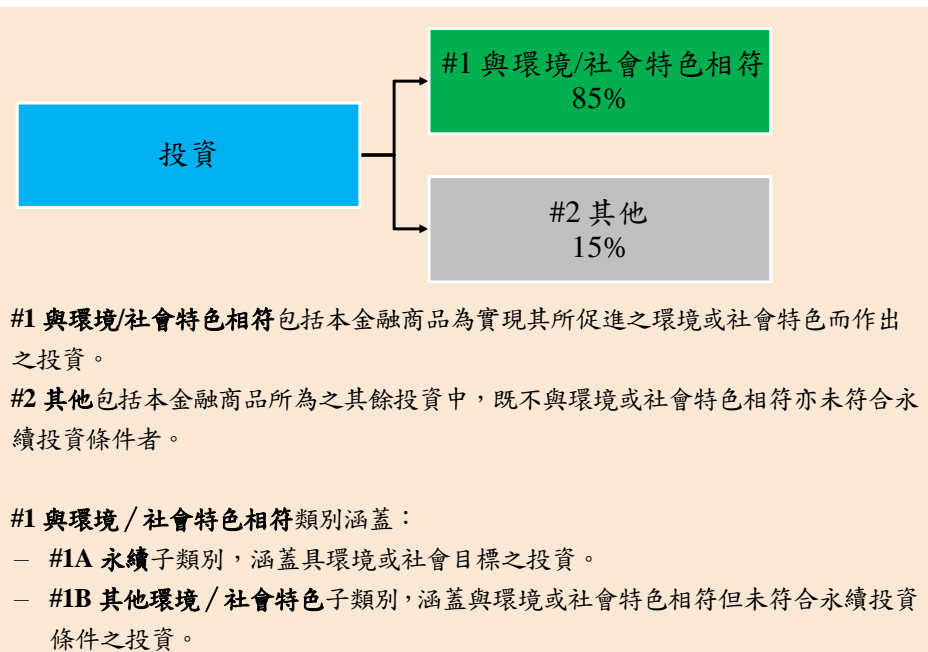 #1 與環境/社會特色相符
85%
投資
#2 其他
15%
#1 與環境/社會特色相符包括本金融商品為實現其所促進之環境或社會特色而作出
之投資。
#2 其他包括本金融商品所為之其餘投資中，既不與環境或社會特色相符亦未符合永
續投資條件者。
#1 與環境／社會特色相符類別涵蓋：
– #1A 永續子類別，涵蓋具環境或社會目標之投資。
– #1B 其他環境／社會特色子類別，涵蓋與環境或社會特色相符但未符合永續投資
條件之投資。